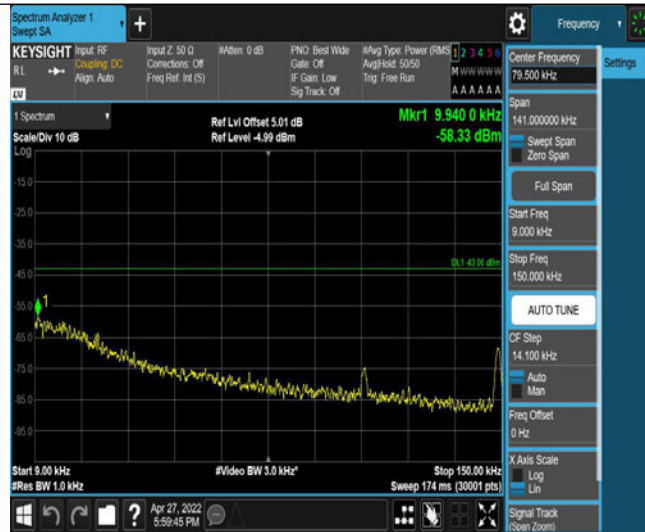 Spectrum Analyzer 1
Swept SA
+
Frequency
KEYSIGHT
Input: RF
Coupling: DC
Align: Auto
Input Z: 50 Ω
Corrections: Off
Freq Ref: Int (S)
#Atten: 0 dB
PNO: Best Wide
Gate: Off
IF Gain: Low
Sig Track: Off
#Avg Type: Power (RMS
Avg|Hold: 50/50
Trig: Free Run
1 2 3 4 5 6
M W W W W W
A A A A A A
R L
LNI
1 Spectrum
Scale/Div 10 dB
Log
Ref Lvl Offset 5.01 dB
Ref Level -4.99 dBm
Mkr1 9.940 0 kHz
-58.33 dBm
-15.0
-25.0
-35.0
-45.0
-55.0
-65.0
-75.0
-85.0
-95.0
DL1 -43.00 dBm
1
Start 9.00 kHz
#Res BW 1.0 kHz
#Video BW 3.0 kHz*
Stop 150.00 kHz
Sweep 174 ms (30001 pts)
Apr 27, 2022
5:59:45 PM
?
Center Frequency
79.500 kHz
Settings
Span
141.000000 kHz
Swept Span
Zero Span
Full Span
Start Freq
9.000 kHz
Stop Freq
150.000 kHz
AUTO TUNE
CF Step
14.100 kHz
Auto
Man
Freq Offset
0 Hz
X Axis Scale
Log
Lin
Signal Track
(Span Zoom)